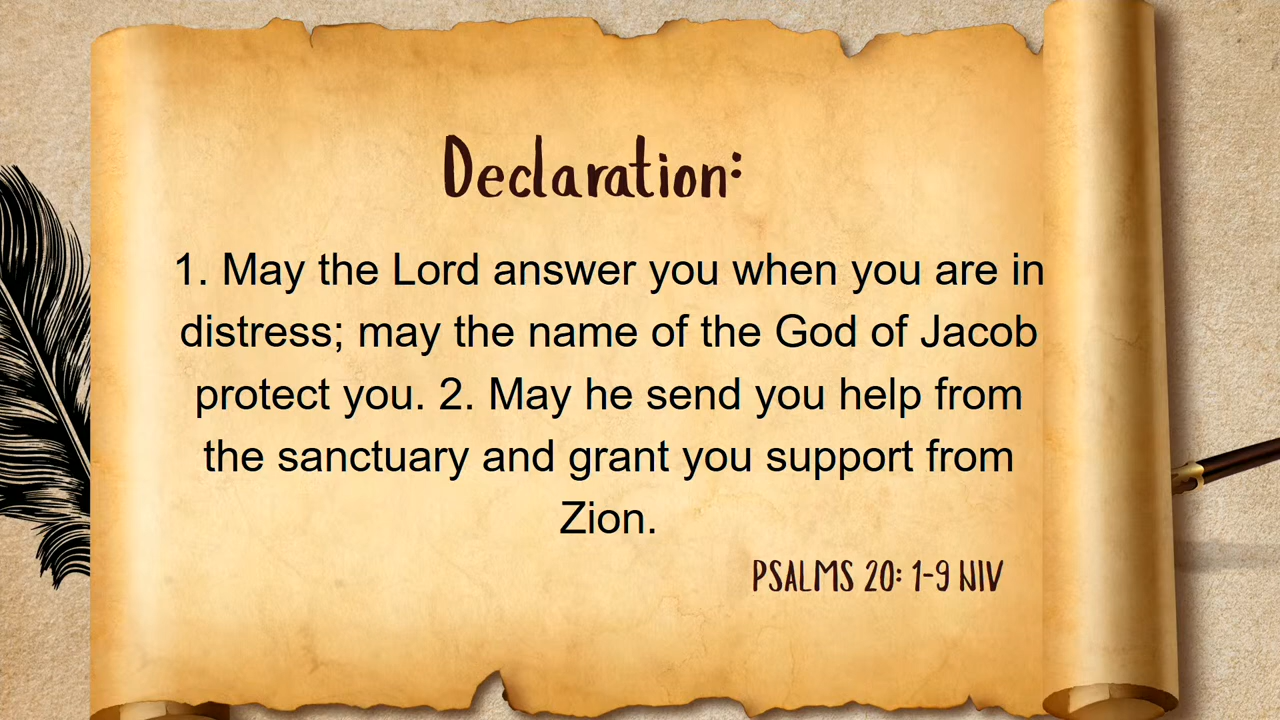 Declaration:
1. May the Lord answer you when you are in
distress; may the name of the God of Jacob
protect you. 2. May he send you help from
the sanctuary and grant you support from
Zion.
PSALMS 20: 1-9 NIV